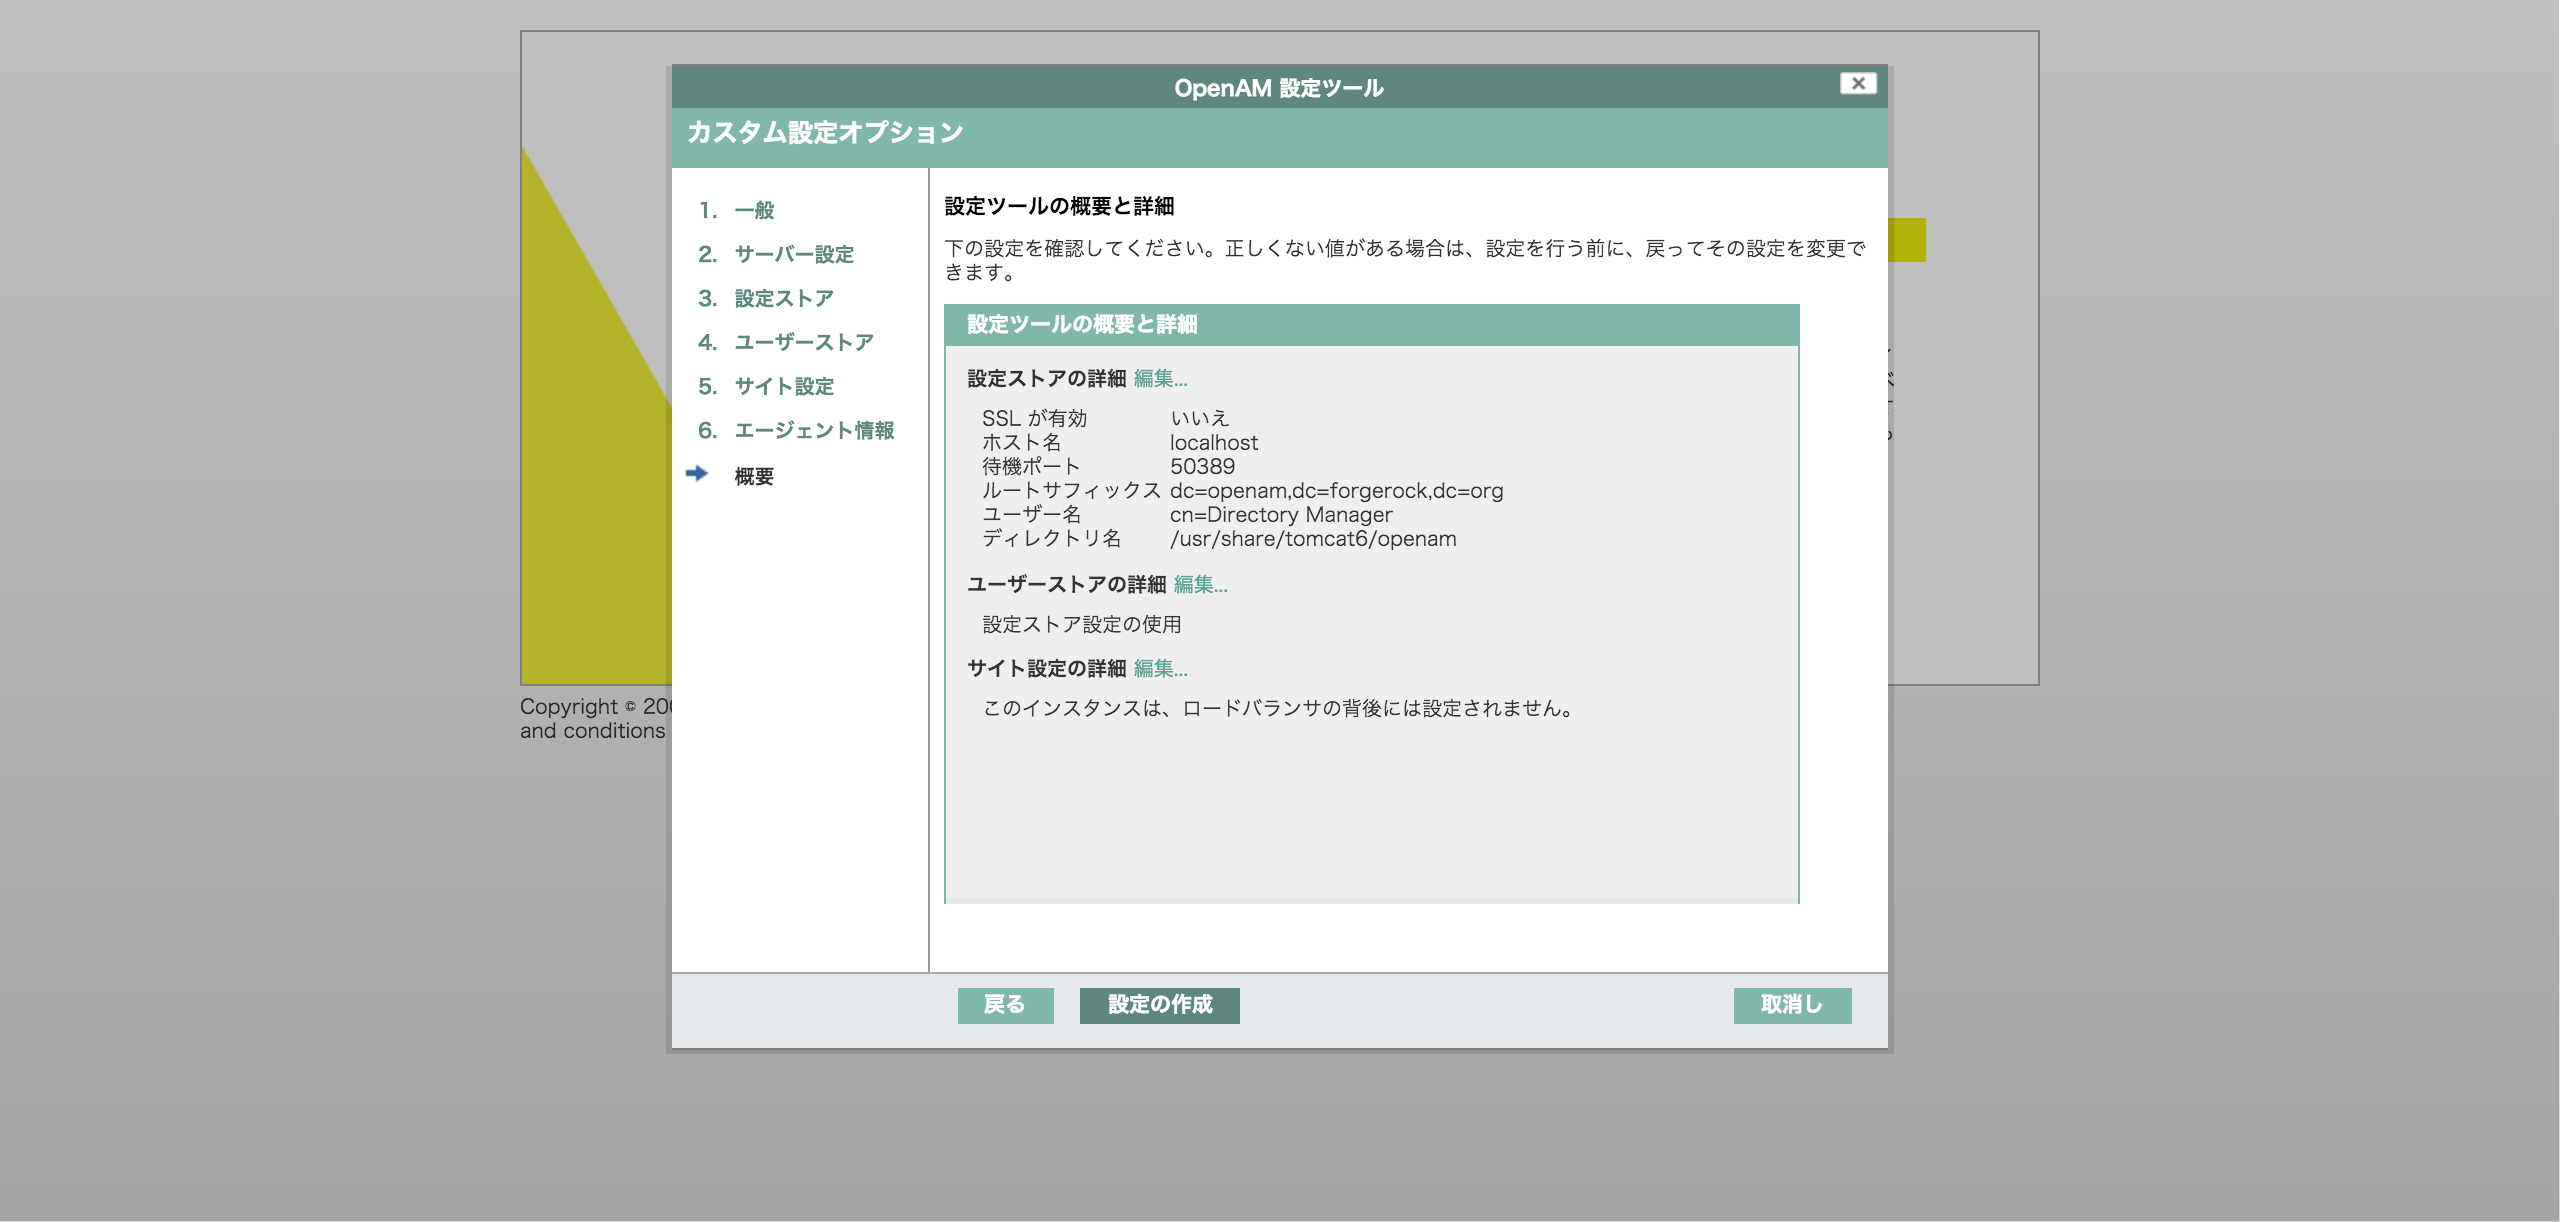 OpenAM 設定ツール
カスタム設定オプション
1. 一般
2. サーバー設定
3. 設定ストア
4. ユーザーストア
5. サイト設定
6. エージェント情報
概要
設定ツールの概要と詳細
下の設定を確認してください。正しくない値がある場合は、設定を行う前に、戻ってその設定を変更で
きます。
設定ツールの概要と詳細
設定ストアの詳細 編集...
SSL が有効 いいえ
ホスト名 localhost
待機ポート 50389
ルートサフィックス dc=openam,dc=forgerock,dc=org
ユーザー名 cn=Directory Manager
ディレクトリ名 /usr/share/tomcat6/openam
ユーザーストアの詳細 編集...
設定ストア設定の使用
サイト設定の詳細 編集...
このインスタンスは、ロードバランサの背後には設定されません。
戻る 設定の作成 取消し
Copyright ©
and conditions